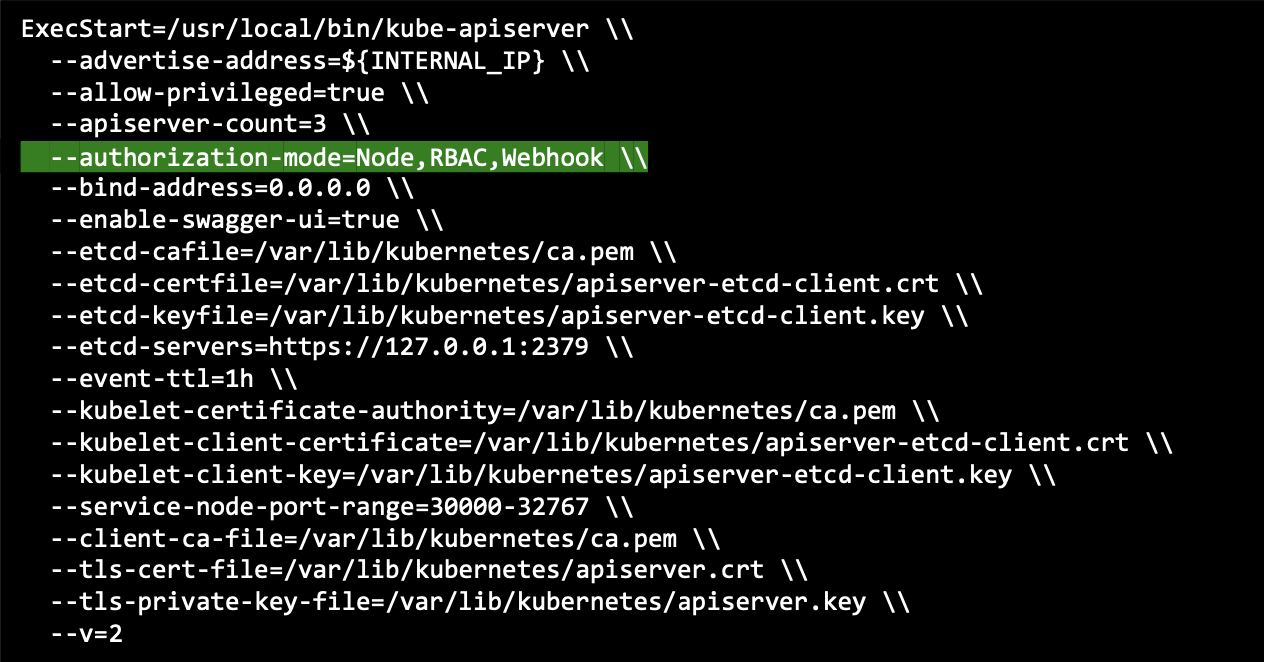 ExecStart=/usr/local/bin/kube-apiserver \\
--advertise-address=${INTERNAL_IP} \\
--allow-privileged=true \\
--apiserver-count=3 \\
--authorization-mode=Node,RBAC,Webhook \\
--bind-address=0.0.0.0 \\
--enable-swagger-ui=true \\
--etcd-cafile=/var/lib/kubernetes/ca.pem \\
--etcd-certfile=/var/lib/kubernetes/apiserver-etcd-client.crt \\
--etcd-keyfile=/var/lib/kubernetes/apiserver-etcd-client.key \\
--etcd-servers=https://127.0.0.1:2379 \\
--event-ttl=1h \\
--kubelet-certificate-authority=/var/lib/kubernetes/ca.pem \\
--kubelet-client-certificate=/var/lib/kubernetes/apiserver-etcd-client.crt \\
--kubelet-client-key=/var/lib/kubernetes/apiserver-etcd-client.key \\
--service-node-port-range=30000-32767 \\
--client-ca-file=/var/lib/kubernetes/ca.pem \\
--tls-cert-file=/var/lib/kubernetes/apiserver.crt \\
--tls-private-key-file=/var/lib/kubernetes/apiserver.key \\
--v=2